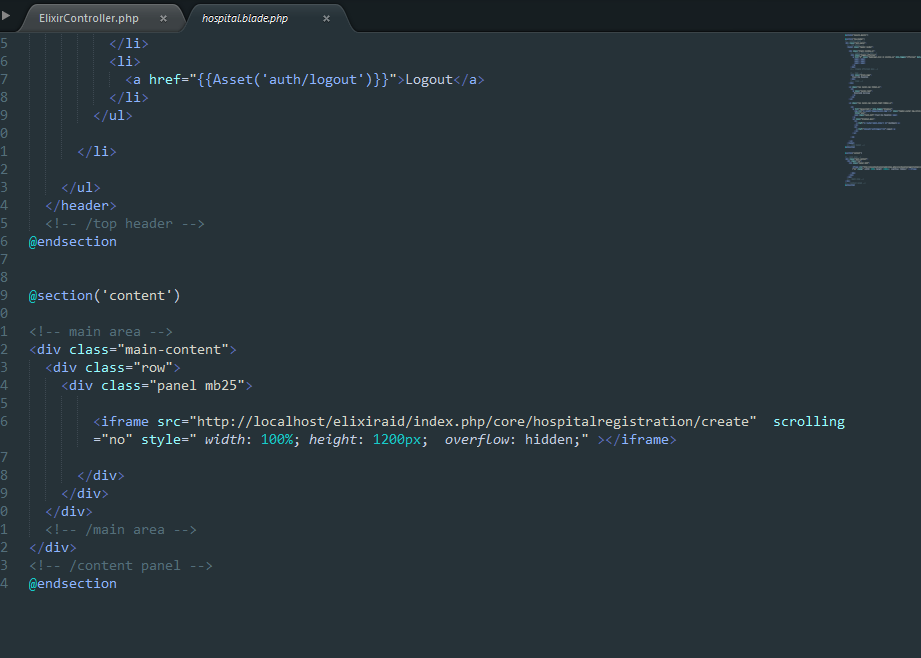 ElixirController.php × hospital.blade.php ×
5 </li>
6 <li>
7 <a href="{{Asset('auth/logout')}}">Logout</a>
8 </li>
9 </ul>
0
1 </li>
2
3 </ul>
4 </header>
5 <!-- /top header -->
6 @endsection
7
8
9 @section('content')
0
1 <!-- main area -->
2 <div class="main-content">
3 <div class="row">
4 <div class="panel mb25">
5
6 <iframe src="http://localhost/elixiraid/index.php/core/hospitalregistration/create" scrolling
="no" style=" width: 100%; height: 1200px; overflow: hidden;" ></iframe>
7
8 </div>
9 </div>
0 </div>
1 <!-- /main area -->
2 </div>
3 <!-- /content panel -->
4 @endsection